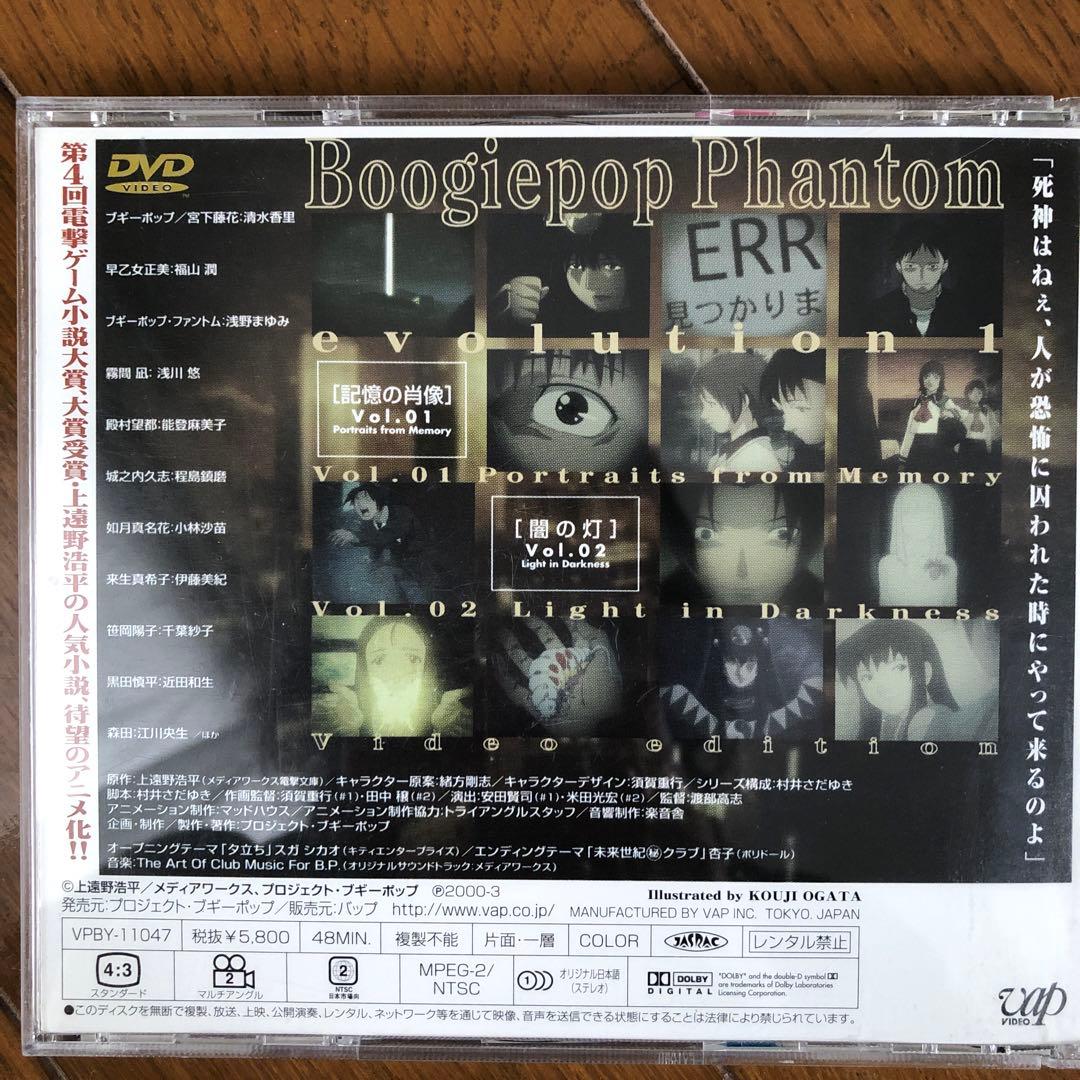 第4回電撃ゲーム小説大賞、大賞受賞・上遠野浩平の人気小説、待望のアニメ化!!
DVD
VIDEO
TM
Boogiepop Phantom
ブギーポップ／宮下藤花:清水香里
早乙女正美:福山 潤
ブギーポップ・ファントム:浅野まゆみ
霧間 凪: 浅川 悠
殿村望都:能登麻美子
城之内久志:程島鎮磨
如月真名花:小林沙苗
来生真希子:伊藤美紀
笹岡陽子:千葉紗子
黒田慎平:近田和生
森田:江川央生 ／ほか
ERR
見つかりま
evolution 1
[記憶の肖像]
Vol.01
Portraits from Memory
Vol.01 Portraits from Memory
[闇の灯]
Vol.02
Light in Darkness
Vol.02 Light in Darkness
Video edition
「死神はねぇ、人が恐怖に囚われた時にやって来るのよ」
原作:上遠野浩平(メディアワークス電撃文庫)／キャラクター原案:緒方剛志／キャラクターデザイン:須賀重行／シリーズ構成:村井さだゆき
脚本:村井さだゆき／作画監督:須賀重行(#1)・田中 穣(#2)／演出:安田賢司(#1)・米田光宏(#2)／監督:渡部高志
アニメーション制作:マッドハウス／アニメーション制作協力:トライアングルスタッフ／音響制作:楽音舎
企画・制作／製作・著作:プロジェクト・ブギーポップ
オープニングテーマ「夕立ち」スガ シカオ(キティエンタープライズ)／エンディングテーマ「未来世紀㊙クラブ」杏子(ポリドール)
音楽:The Art Of Club Music For B.P.(オリジナルサウンドトラック:メディアワークス)
©上遠野浩平／メディアワークス、プロジェクト・ブギーポップ ℗2000-3
Illustrated by KOUJI OGATA
発売元:プロジェクト・ブギーポップ／販売元:バップ http://www.vap.co.jp/ MANUFACTURED BY VAP INC. TOKYO. JAPAN
VPBY-11047 税抜¥5,800 48MIN. 複製不能 片面・一層 COLOR JASRAC レンタル禁止
4:3
スタンダード
2
マルチアングル
2
NTSC
日本市場向
MPEG-2/
NTSC
1
オリジナル日本語
(ステレオ)
DOLBY
DIGITAL
"DOLBY" and the double-D symbol
are trademarks of Dolby Laboratories
Licensing Corporation.
●このディスクを無断で複製、放送、上映、公開演奏、レンタル、ネットワーク等を通じて映像、音声を送信できる状態にすることは法律により禁じられています。
vap
VIDEO